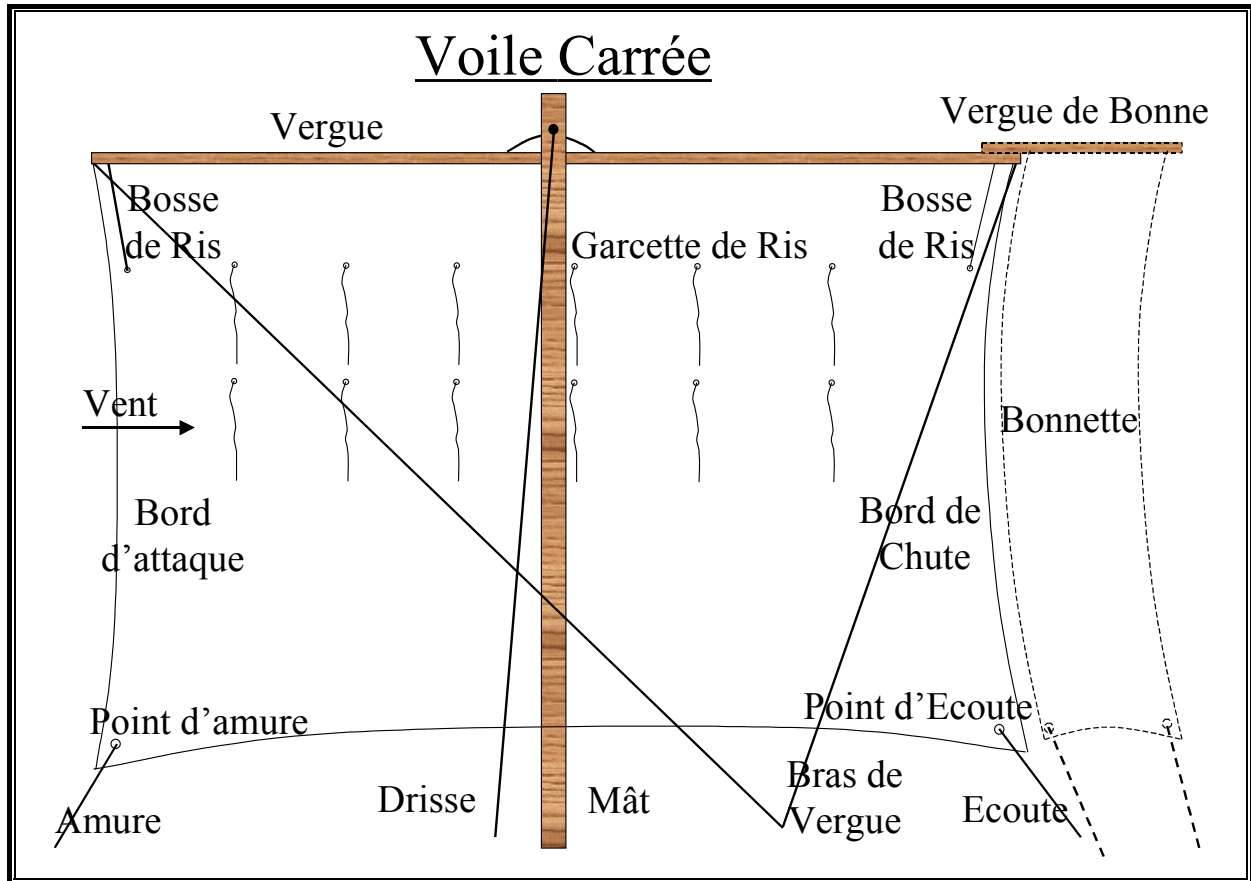 Voile Carrée
Vergue de Bonne
Vergue
Bosse
de Ris
Garcette de Ris
Bosse
de Ris
Vent
Bonnette
Bord
d’attaque
Bord de
Chute
Point d’amure
Point d’Ecoute
Amure
Drisse
Mât
Bras de
Vergue
Ecoute